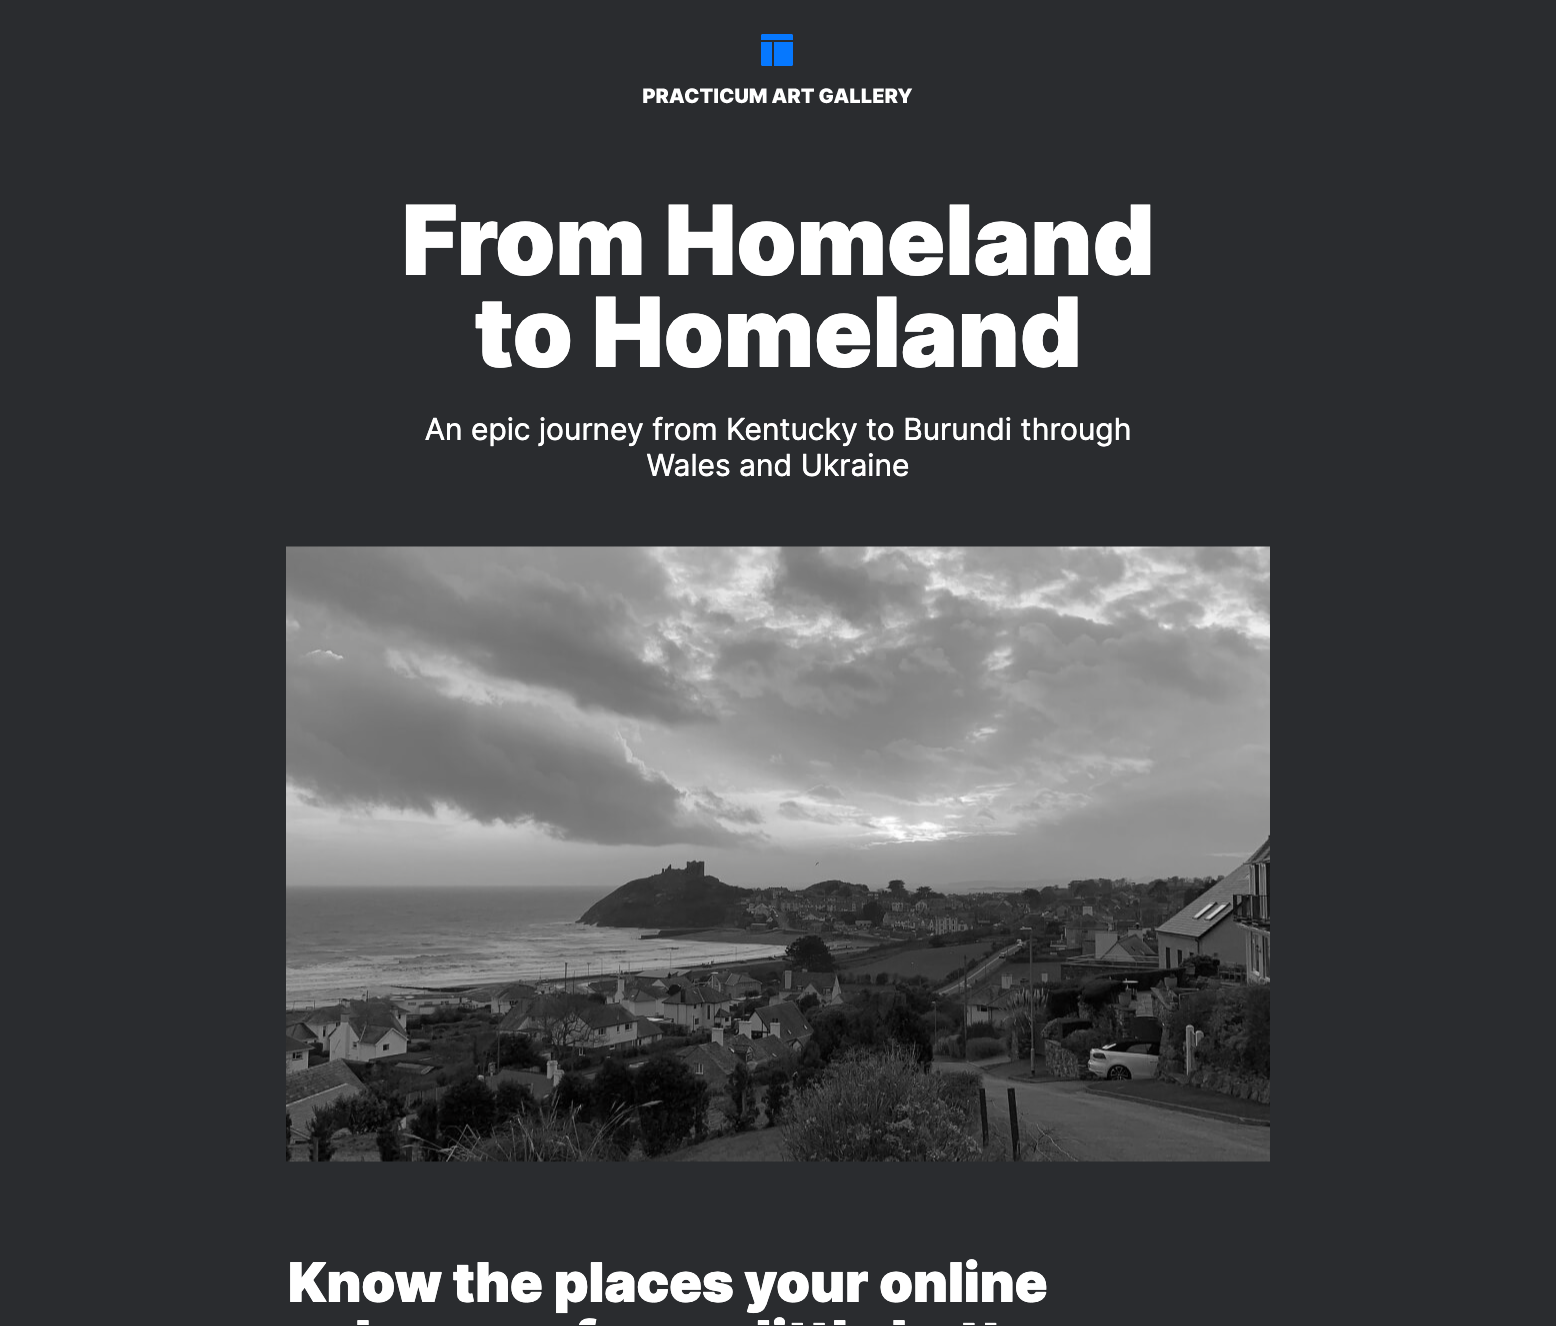 PRACTICUM ART GALLERY
From Homeland
to Homeland
An epic journey from Kentucky to Burundi through
Wales and Ukraine
Know the places your online